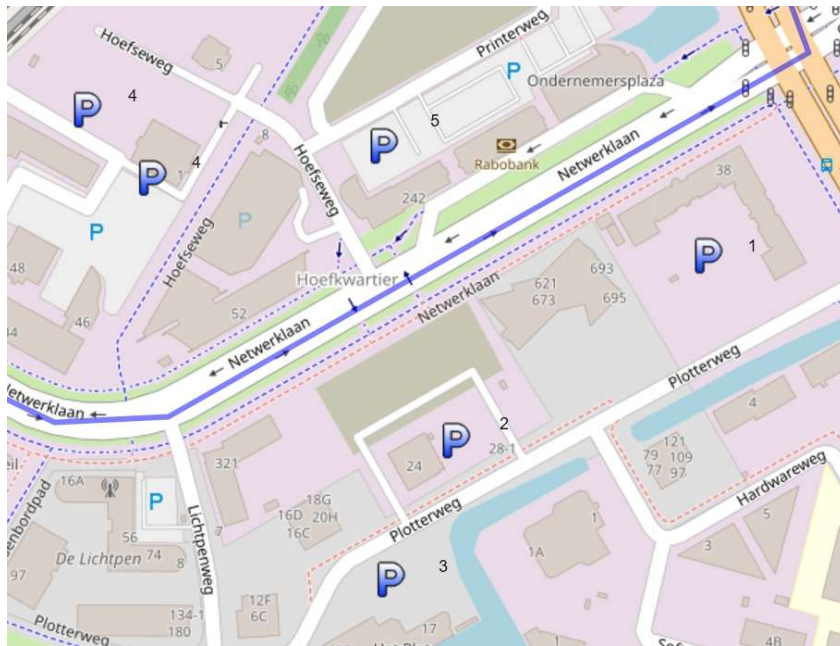 Hoefseweg
5
4
P
Printerweg
P
Ondernemersplaza
5
8
P
4
1
P
Rabobank
Netwerklaan
38
Hoefseweg
242
P
P
1
P
Hoefseweg
48
Hoefkwartier
693
621
673
695
46
52
Netwerklaan
44
Netwerklaan
Plotterweg
Netwerklaan
4
2
P
28-1
121
79
109
77
97
321
24
Hardwareweg
16A
P
18G
16D
20H
16C
Plotterweg
1
5
Lichtpenweg
7
56
De Lichtpen
74
8
1A
3
3
P
97
12F
6C
134-1
180
17
Plotterweg
1
4B